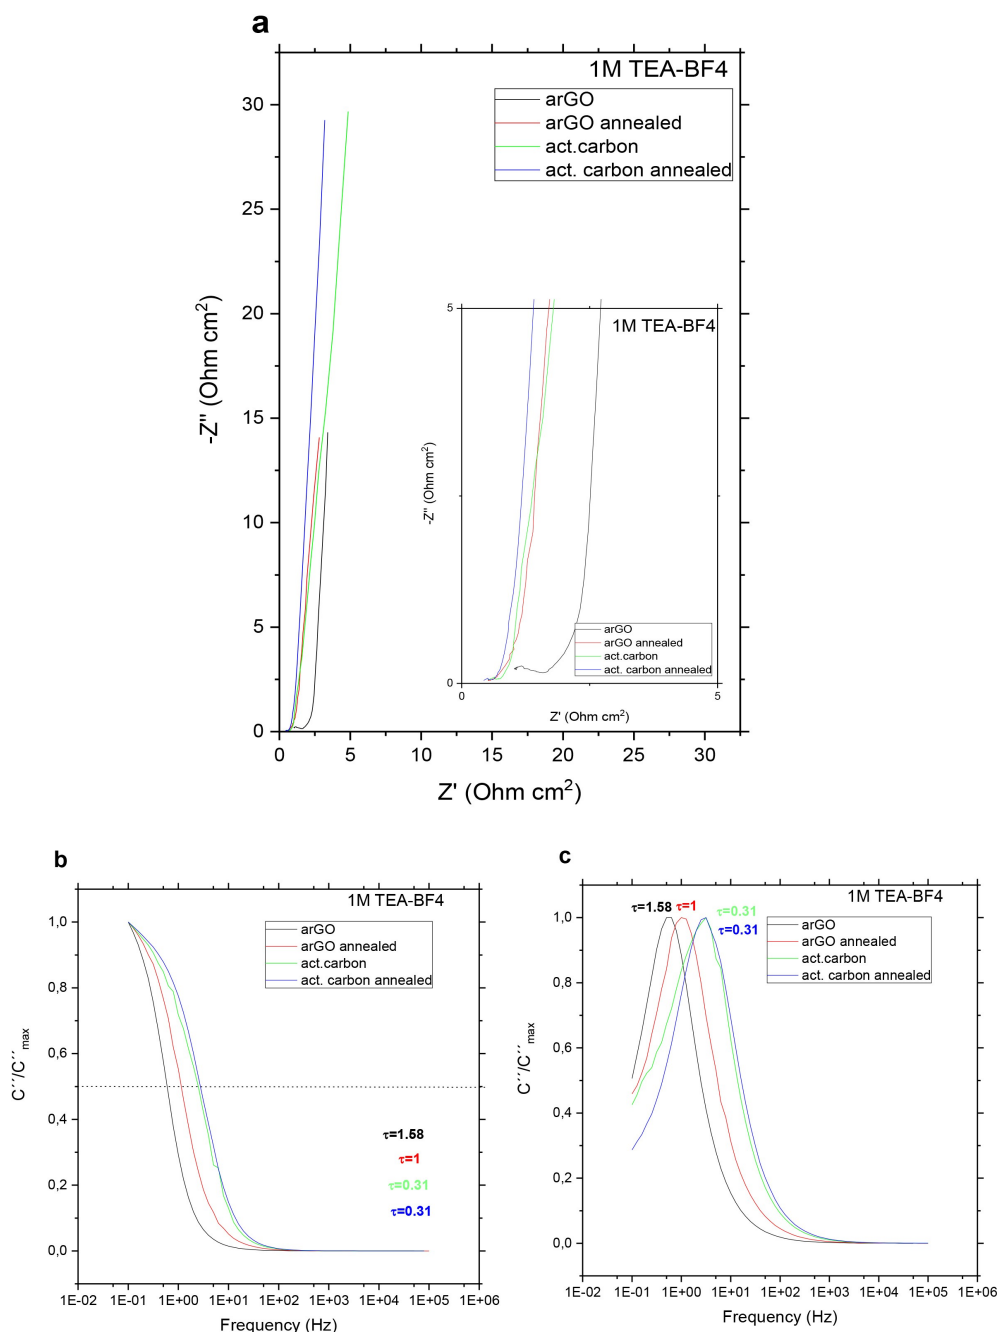 a
1M TEA-BF4
arGO
arGO annealed
act.carbon
act. carbon annealed
30
25
20
15
10
5
0
-Z" (Ohm cm²)
0 5 10 15 20 25 30
Z' (Ohm cm²)
5
1M TEA-BF4
-Z" (Ohm cm²)
arGO
arGO annealed
act.carbon
act. carbon annealed
0
0 5
Z' (Ohm cm²)
b
1M TEA-BF4
arGO
arGO annealed
act.carbon
act. carbon annealed
1,0
0,8
0,6
0,4
0,2
0,0
C´´/C´´max
τ=1.58
τ=1
τ=0.31
τ=0.31
1E-02 1E-01 1E+00 1E+01 1E+02 1E+03 1E+04 1E+05 1E+06
Frequency (Hz)
c
1M TEA-BF4
τ=1.58 τ=1 τ=0.31
τ=0.31
arGO
arGO annealed
act.carbon
act. carbon annealed
1,0
0,8
0,6
0,4
0,2
0,0
C´´/C´´max
1E-02 1E-01 1E+00 1E+01 1E+02 1E+03 1E+04 1E+05 1E+06
Frequency (Hz)